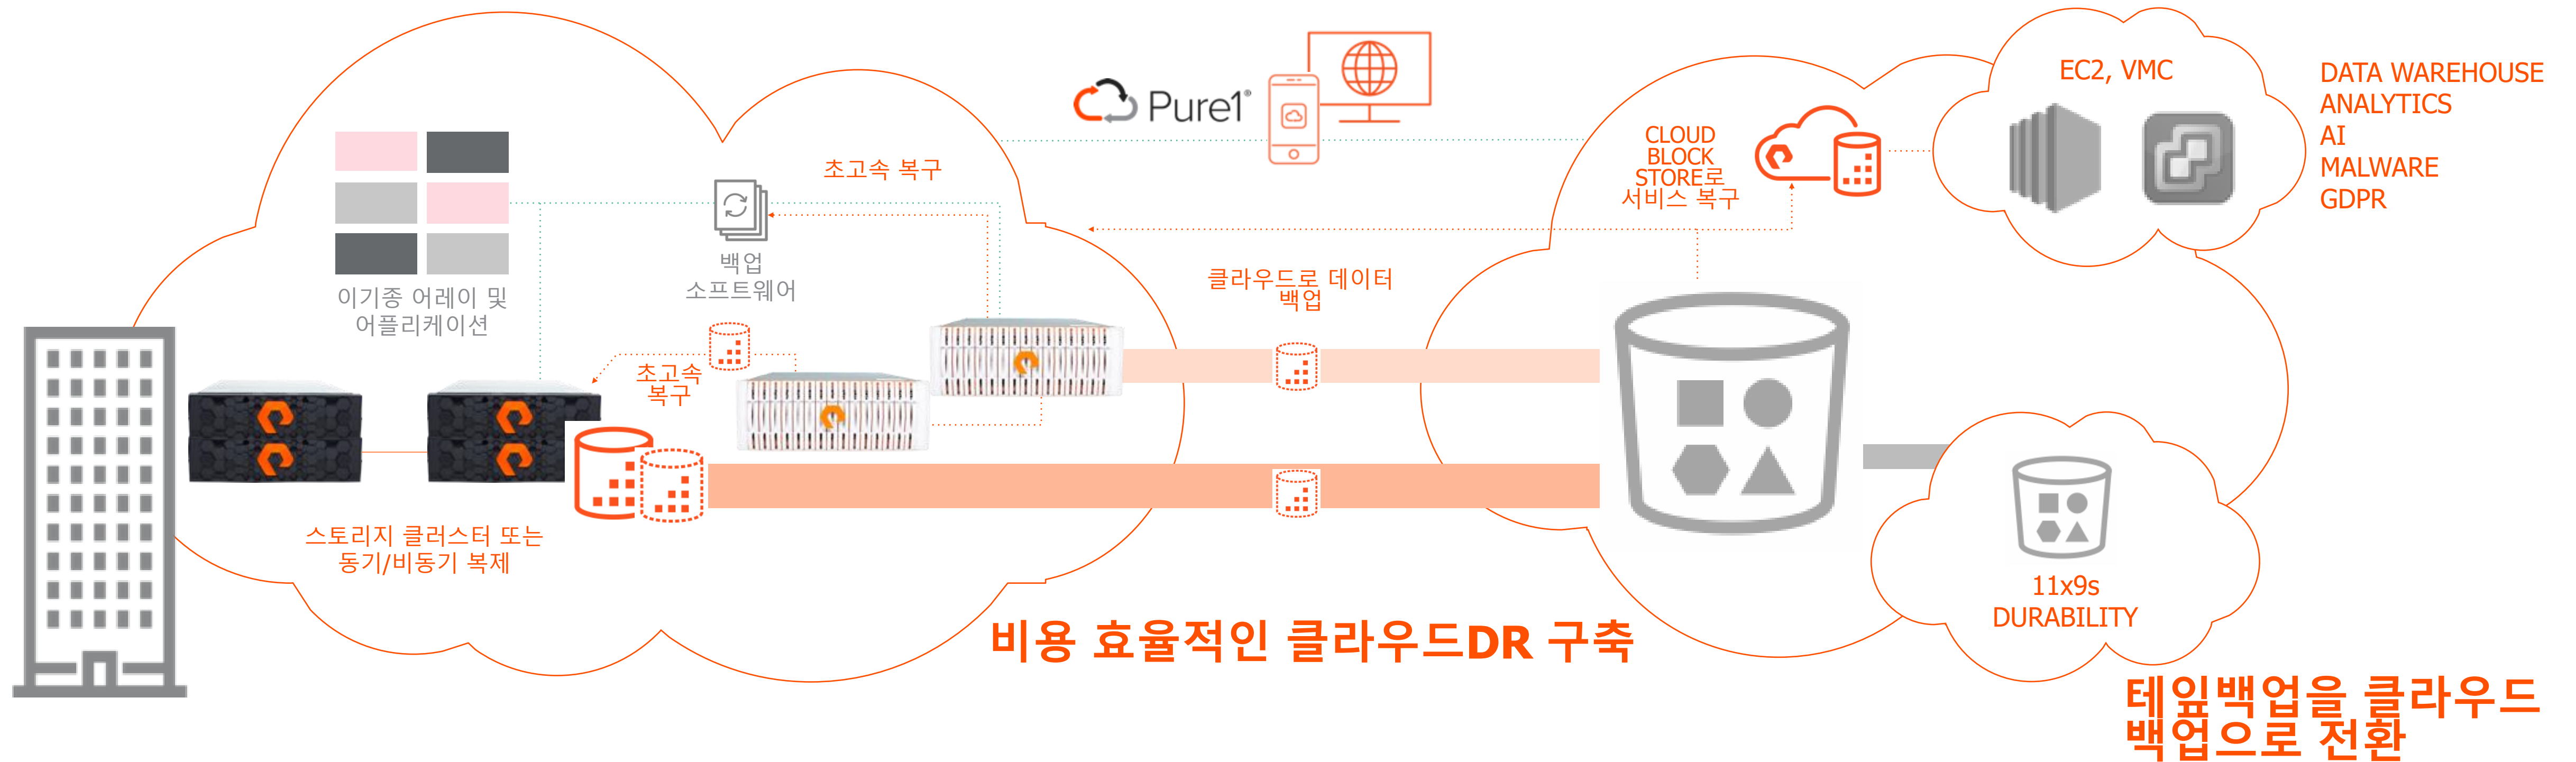 Pure1®
EC2, VMC
DATA WAREHOUSE
ANALYTICS
AI
MALWARE
GDPR
CLOUD
BLOCK
STORE로
서비스 복구
초고속 복구
백업
소프트웨어
이기종 어레이 및
어플리케이션
클라우드로 데이터
백업
초고속
복구
스토리지 클러스터 또는
동기/비동기 복제
11x9s
DURABILITY
비용 효율적인 클라우드DR 구축
테잎백업을 클라우드
백업으로 전환